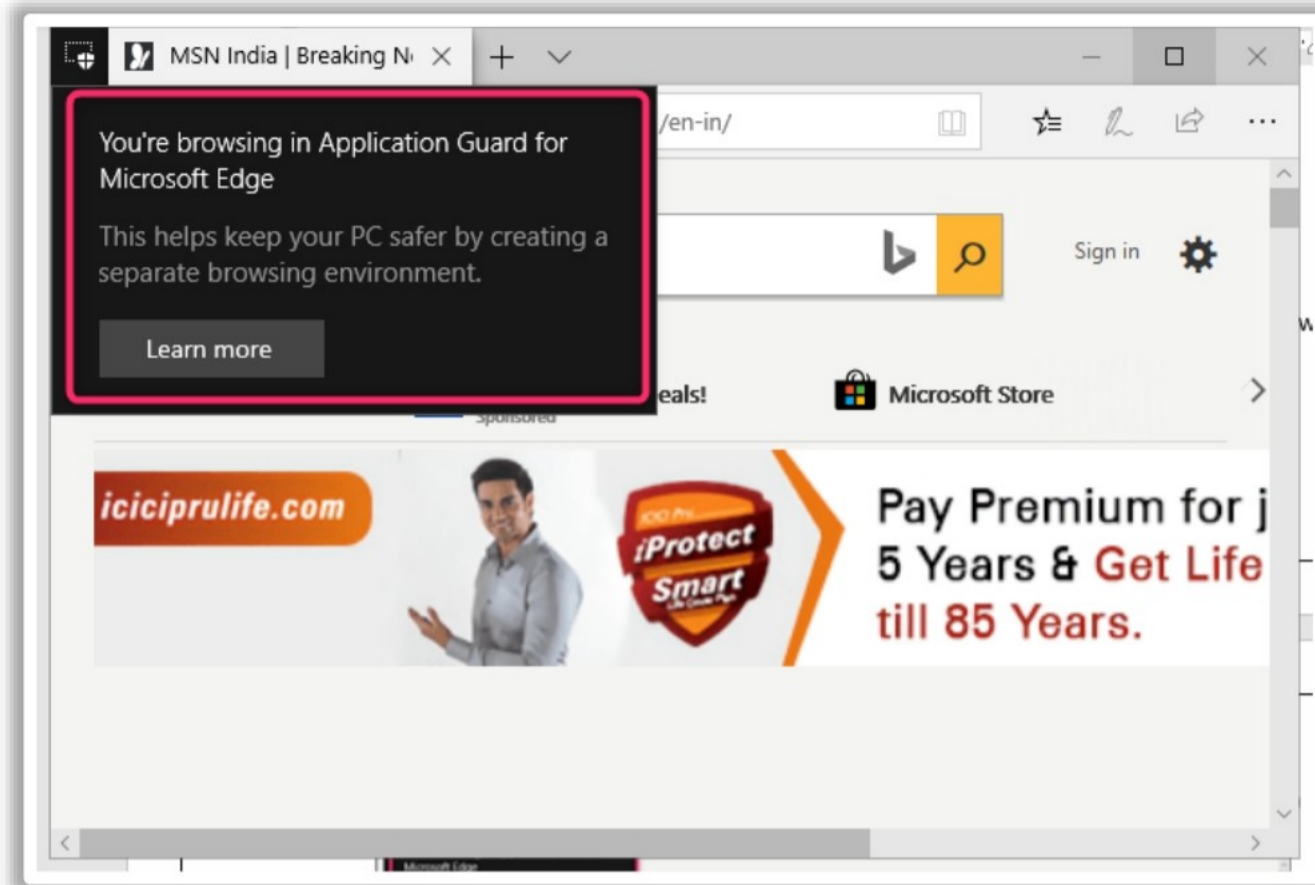 MSN India | Breaking N
You're browsing in Application Guard for
Microsoft Edge
This helps keep your PC safer by creating a
separate browsing environment.
Learn more
/en-in/
Sign in
eals!
Sponsored
Microsoft Store
iciciprulife.com
iProtect
Smart
Pay Premium for j
5 Years & Get Life
till 85 Years.
Microsoft Edge